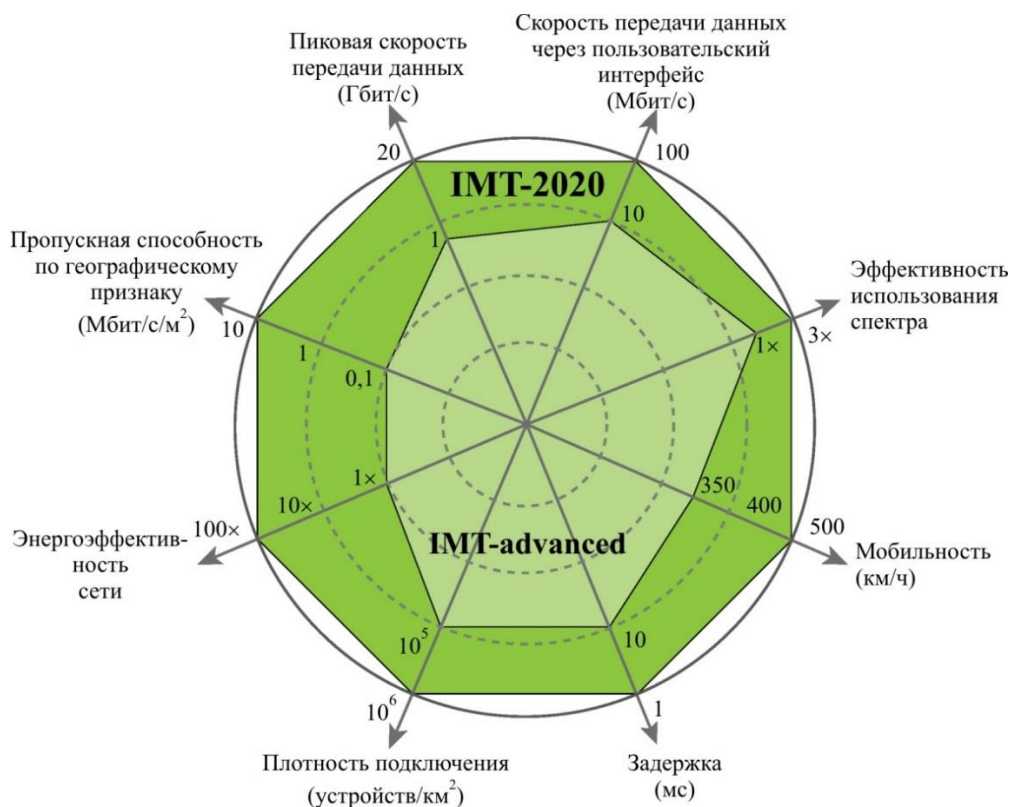 Пиковая скорость
передачи данных
(Гбит/с)
Скорость передачи данных
через пользовательский
интерфейс
(Мбит/с)
20
100
IMT-2020
10
1
Пропускная способность
по географическому
признаку
(Мбит/с/м²)
Эффективность
использования
спектра
10
1
0,1
1×
3×
1×
10×
100×
350
400
500
Энергоэффектив-
ность
сети
IMT-advanced
Мобильность
(км/ч)
10⁵
10
10⁶
1
Плотность подключения
(устройств/км²)
Задержка
(мс)